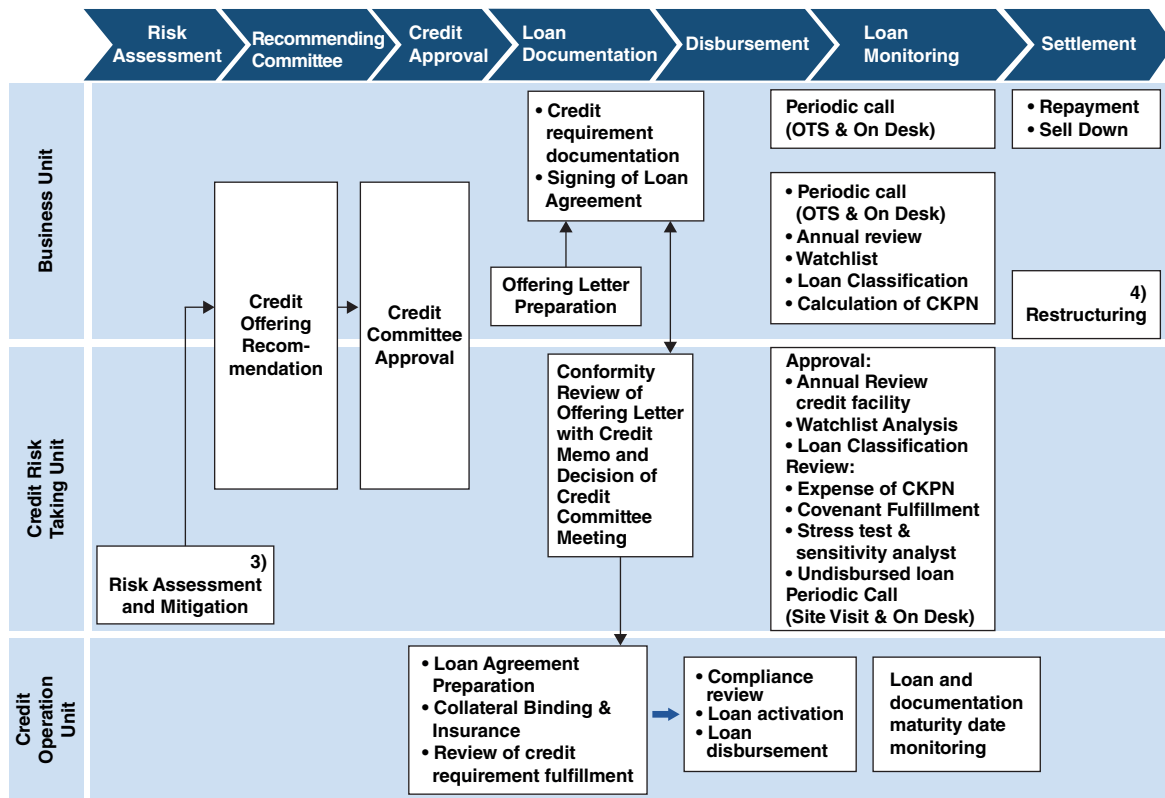 Risk
Assessment
Recommending
Committee
Credit
Approval
Loan
Documentation
Disbursement
Loan
Monitoring
Settlement
Business Unit
• Credit
requirement
documentation
• Signing of Loan
Agreement
Periodic call
(OTS & On Desk)
• Repayment
• Sell Down
• Periodic call
(OTS & On Desk)
• Annual review
• Watchlist
• Loan Classification
• Calculation of CKPN
Offering Letter
Preparation
4)
Restructuring
Credit
Offering
Recom-
mendation
Credit
Committee
Approval
Credit Risk
Taking Unit
Conformity
Review of
Offering Letter
with Credit
Memo and
Decision of
Credit
Committee
Meeting
Approval:
• Annual Review
credit facility
• Watchlist Analysis
• Loan Classification
Review:
• Expense of CKPN
• Covenant Fulfillment
• Stress test &
sensitivity analyst
• Undisbursed loan
Periodic Call
(Site Visit & On Desk)
3)
Risk Assessment
and Mitigation
Credit
Operation
Unit
• Loan Agreement
Preparation
• Collateral Binding &
Insurance
• Review of credit
requirement fulfillment
• Compliance
review
• Loan activation
• Loan
disbursement
Loan and
documentation
maturity date
monitoring